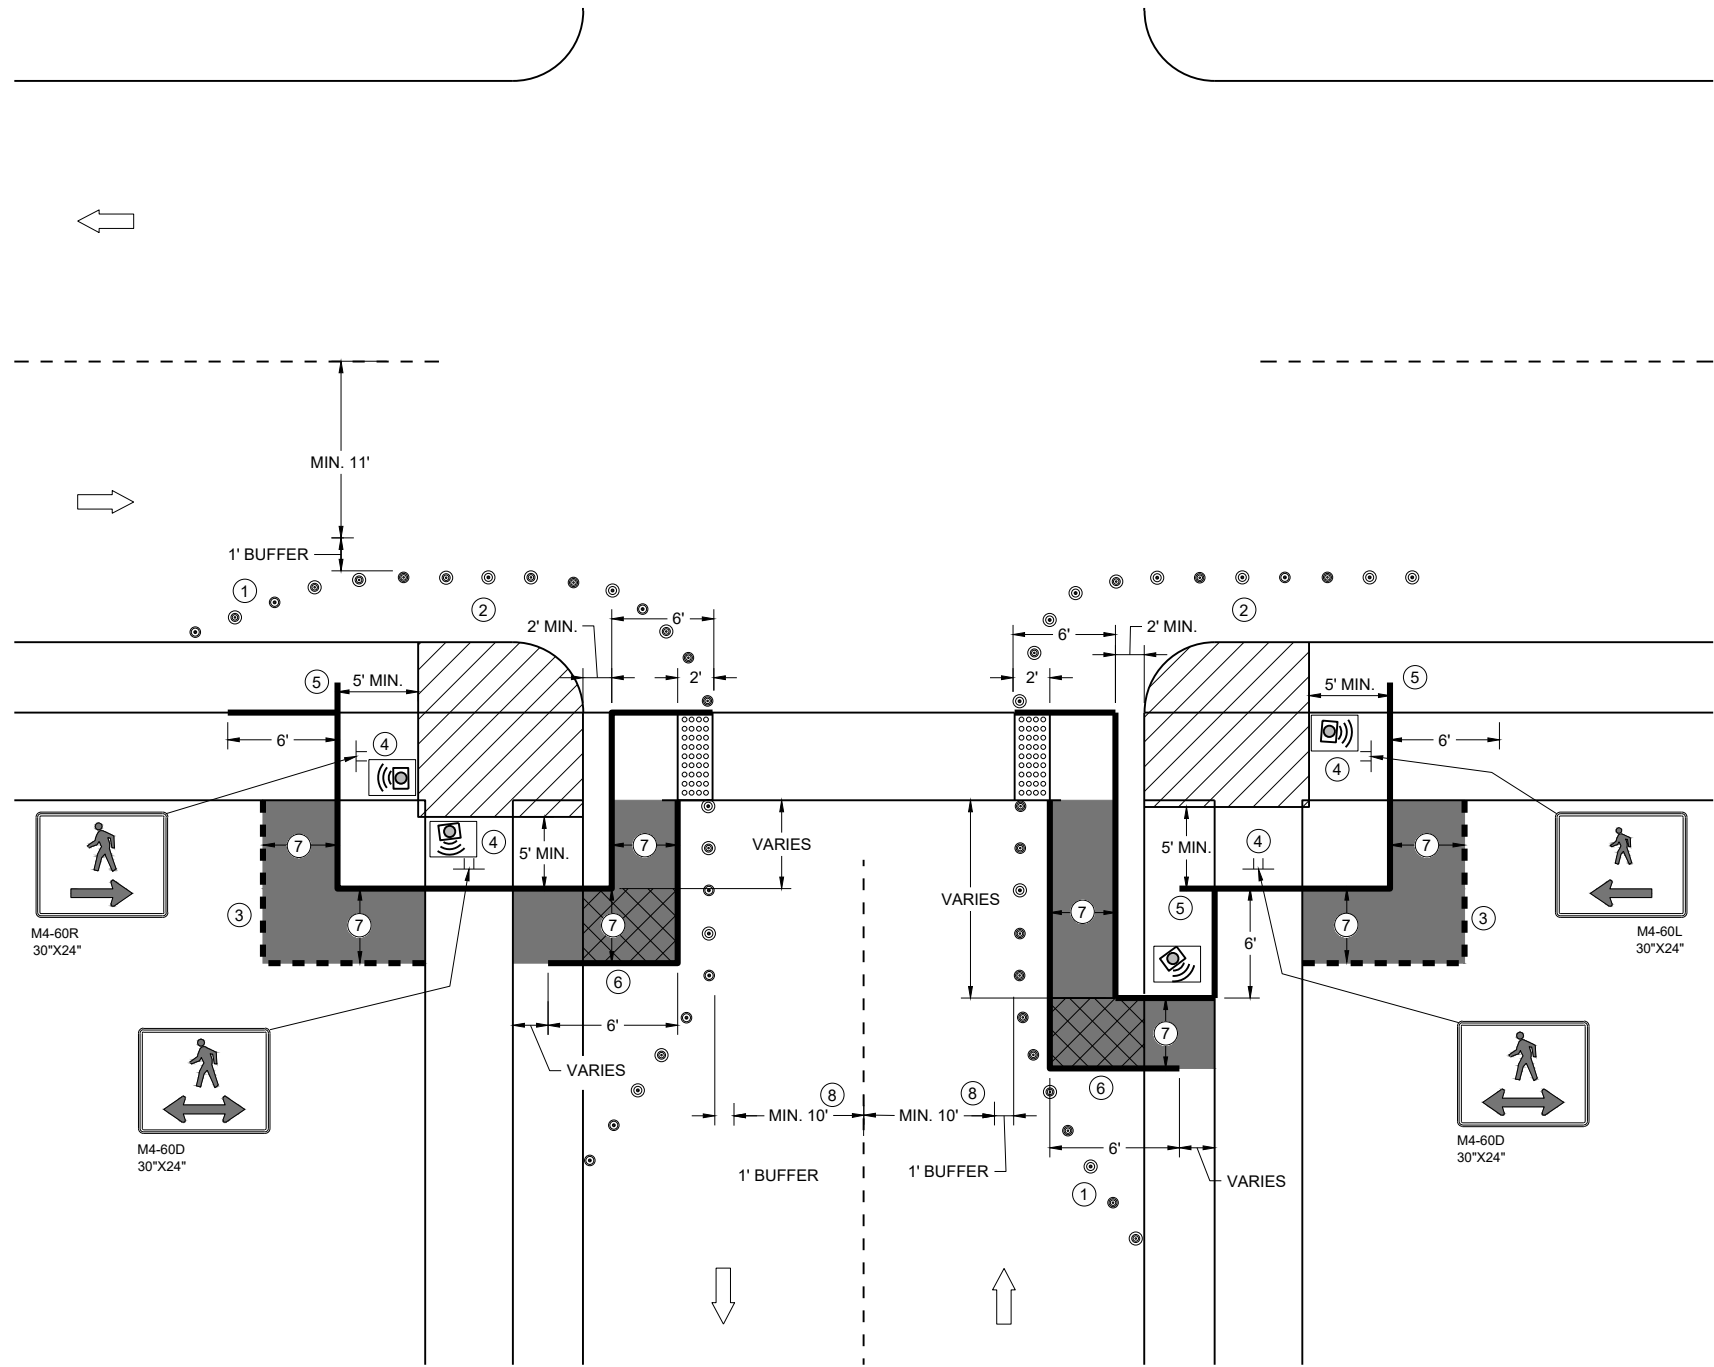 MIN. 11'
1' BUFFER
1
2
2' MIN.
6'
6'
2' MIN.
2
5
5' MIN.
2'
2'
5' MIN.
5
6'
4
4
6'
7
4
5' MIN.
7
VARIES
5' MIN.
4
7
M4-60R
30"X24"
3
7
7
VARIES
7
5
6'
7
3
M4-60L
30"X24"
6
6'
VARIES
7
6
8
8
MIN. 10'
MIN. 10'
M4-60D
30"X24"
1' BUFFER
1' BUFFER
6'
VARIES
1
M4-60D
30"X24"